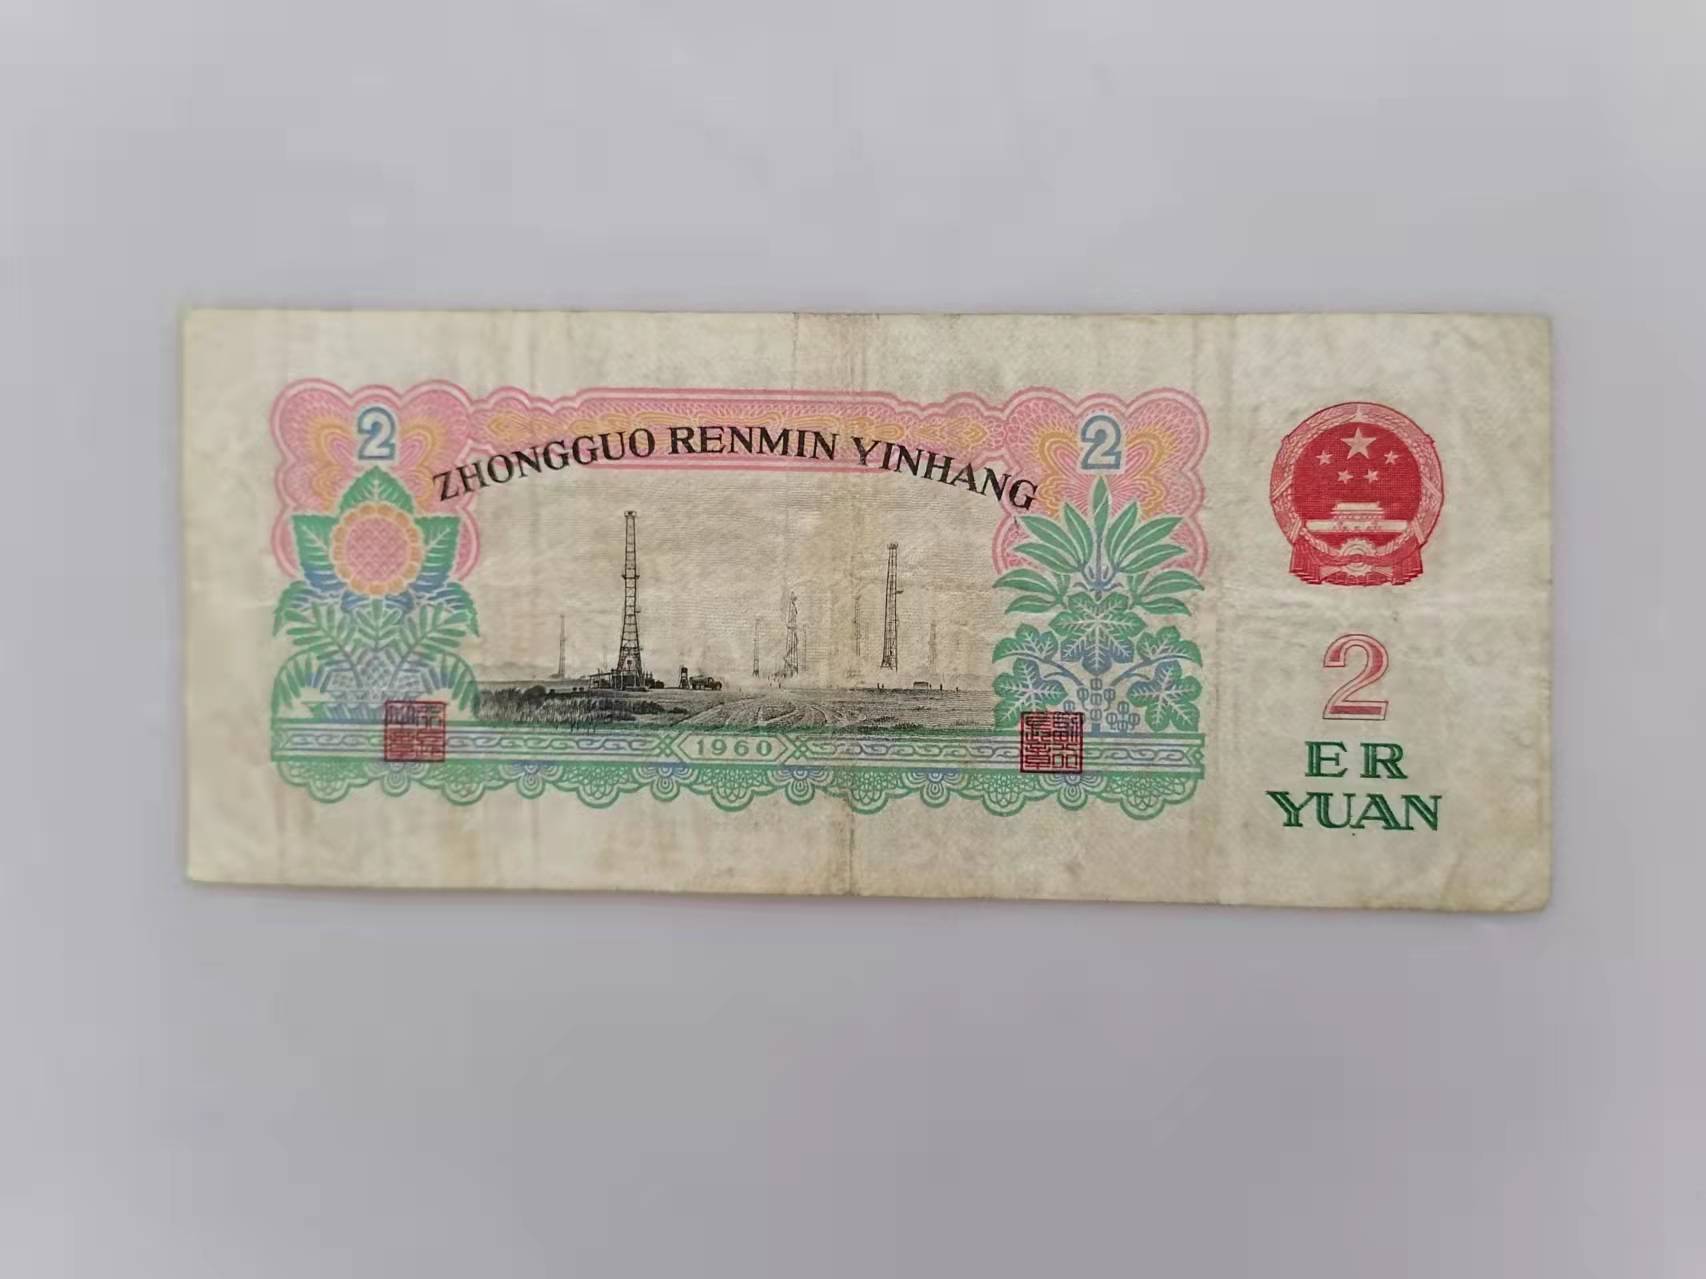 2
2
ZHONGGUO RENMIN YINHANG
1960
2
ER
YUAN